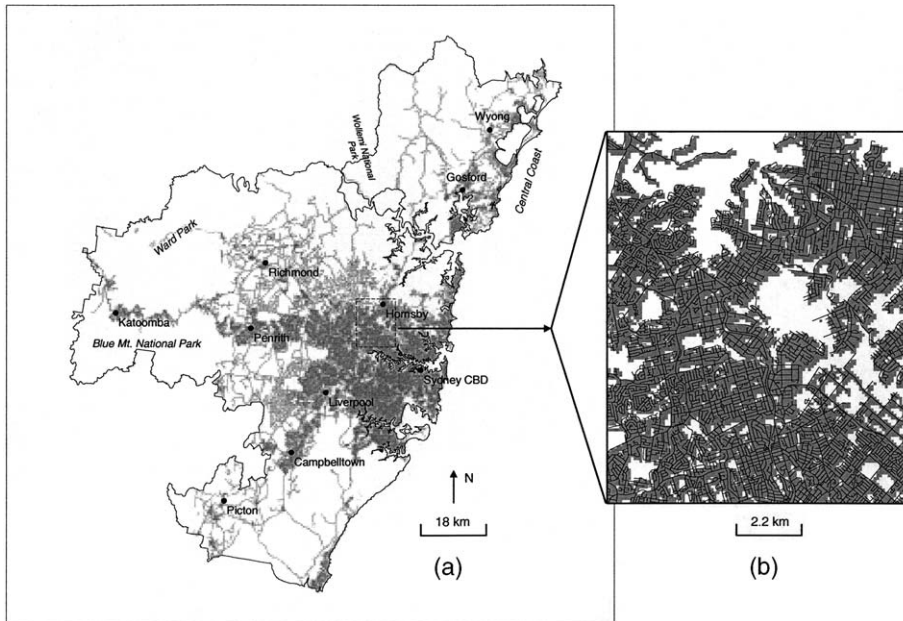 Wyong
Wollemi National
Park
Gosford
Central Coast
Ward Park
Richmond
Hornsby
Katoomba
Penrith
Blue Mt. National Park
Sydney CBD
Liverpool
Campbelltown
N
Picton
18 km
2.2 km
(a)
(b)